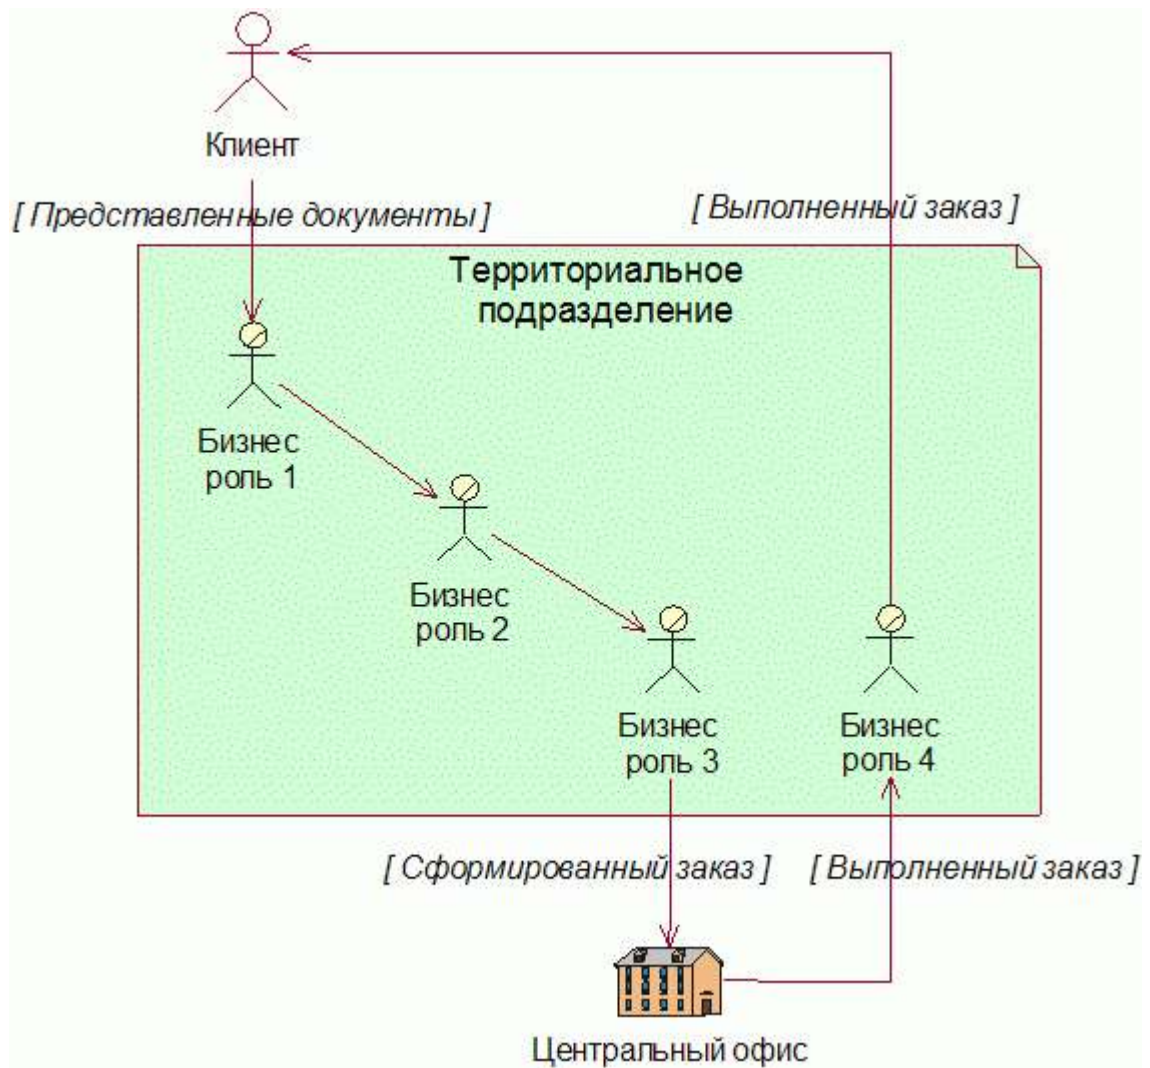 Клиент
[ Представленные документы ]
[ Выполненный заказ ]
Территориальное
подразделение
Бизнес
роль 1
Бизнес
роль 2
Бизнес
роль 3
Бизнес
роль 4
[ Сформированный заказ ]
[ Выполненный заказ ]
Центральный офис